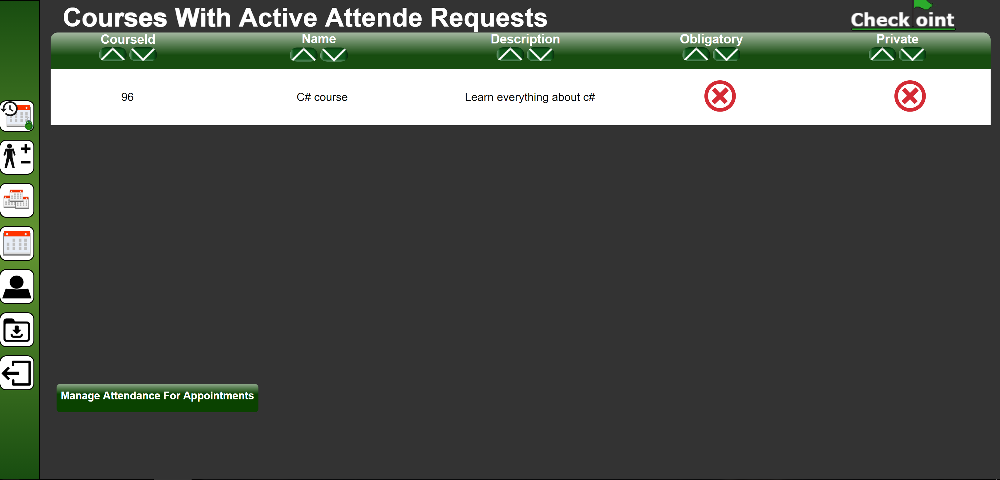 Courses With Active Attende Requests
Check oint
CourseId Name Description Obligatory Private
96 C# course Learn everything about c#
Manage Attendance For Appointments